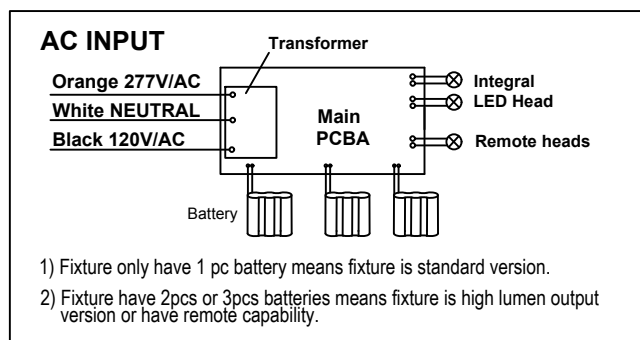 AC INPUT
Transformer
Orange 277V/AC
White NEUTRAL
Black 120V/AC
Main
PCBA
Integral
LED Head
Remote heads
Battery
1) Fixture only have 1 pc battery means fixture is standard version.
2) Fixture have 2pcs or 3pcs batteries means fixture is high lumen output
version or have remote capability.